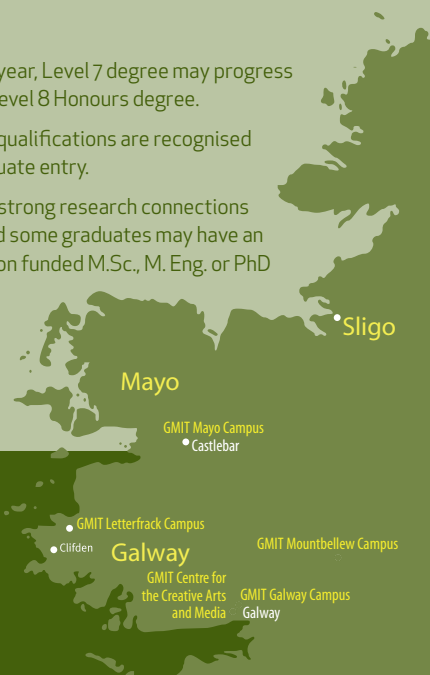 year, Level 7 degree may progress
evel 8 Honours degree.
qualifications are recognised
uate entry.
strong research connections
d some graduates may have an
on funded M.Sc., M. Eng. or PhD
Sligo
Mayo
GMIT Mayo Campus
Castlebar
GMIT Letterfrack Campus
Clifden
Galway
GMIT Mountbellew Campus
GMIT Centre for
the Creative Arts
and Media
GMIT Galway Campus
Galway